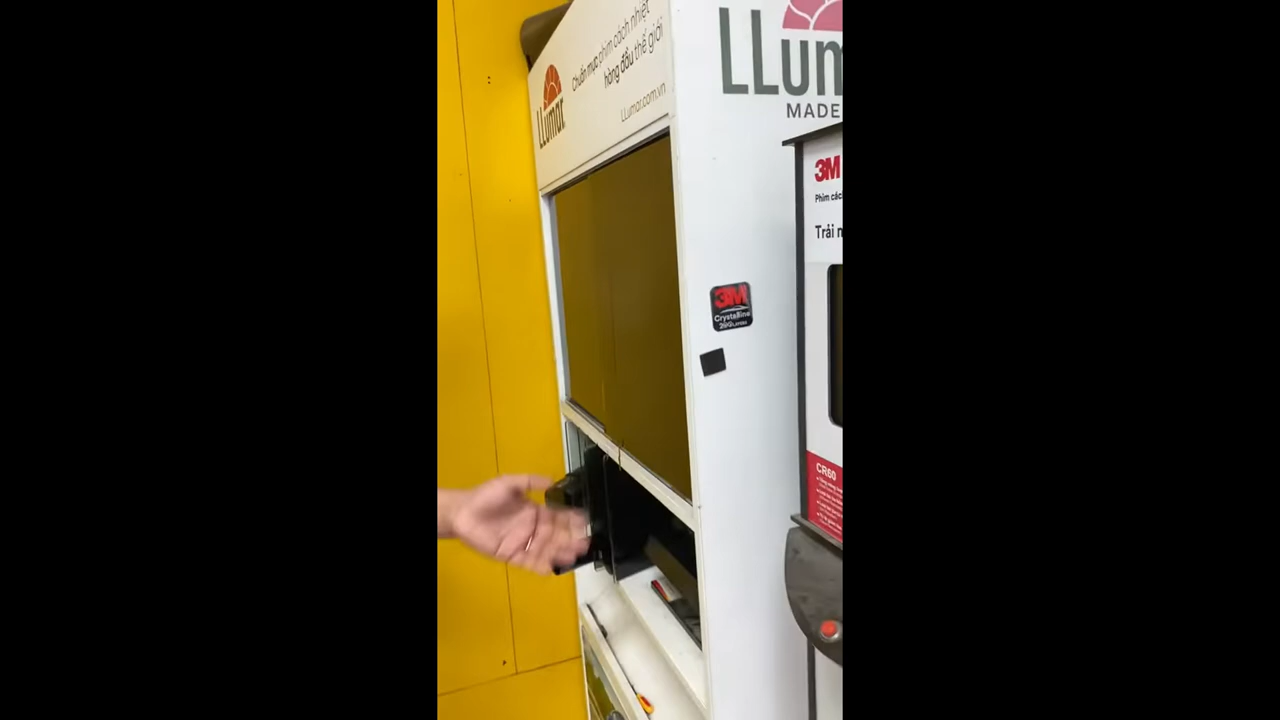 LLumar
Chuẩn mực phim cách nhiệt
hàng đầu thế giới
LLumar.com.vn
LLum
MADE
3M
Phim các
Trải n
3M
Crystalline
CR60